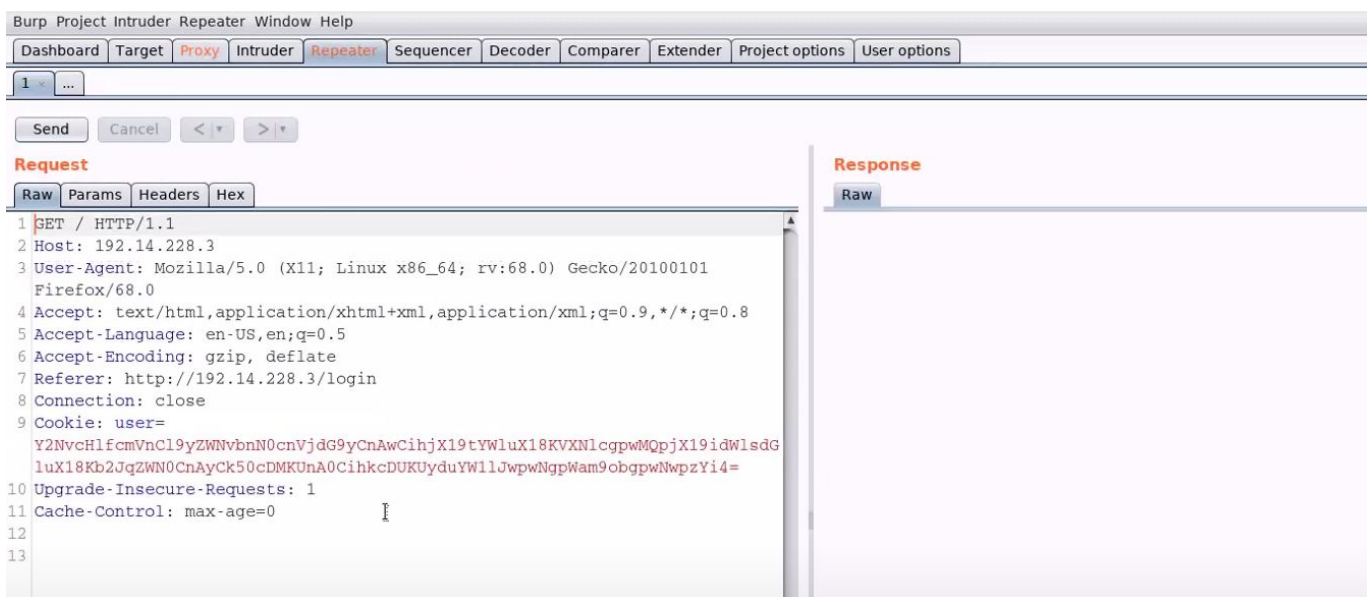 Burp Project Intruder Repeater Window Help
Dashboard Target Proxy Intruder Repeater Sequencer Decoder Comparer Extender Project options User options
1 × ...
Send Cancel < ▾ > ▾
Request
Response
Raw Params Headers Hex
Raw
1 GET / HTTP/1.1
2 Host: 192.14.228.3
3 User-Agent: Mozilla/5.0 (X11; Linux x86_64; rv:68.0) Gecko/20100101
Firefox/68.0
4 Accept: text/html,application/xhtml+xml,application/xml;q=0.9,*/*;q=0.8
5 Accept-Language: en-US,en;q=0.5
6 Accept-Encoding: gzip, deflate
7 Referer: http://192.14.228.3/login
8 Connection: close
9 Cookie: user=
Y2NvcHlfcmVnCl9yZWNvbnN0cnVjdG9yCnAwCihjX19tYWluX18KVXNlcgpwMQpjX19idWlsdG
luX18Kb2JqZWN0CnAyCk50cDMKUnA0CihkcDUKUyduYW1lJwpwNgpWam9obgpwNwpzYi4=
10 Upgrade-Insecure-Requests: 1
11 Cache-Control: max-age=0
12
13